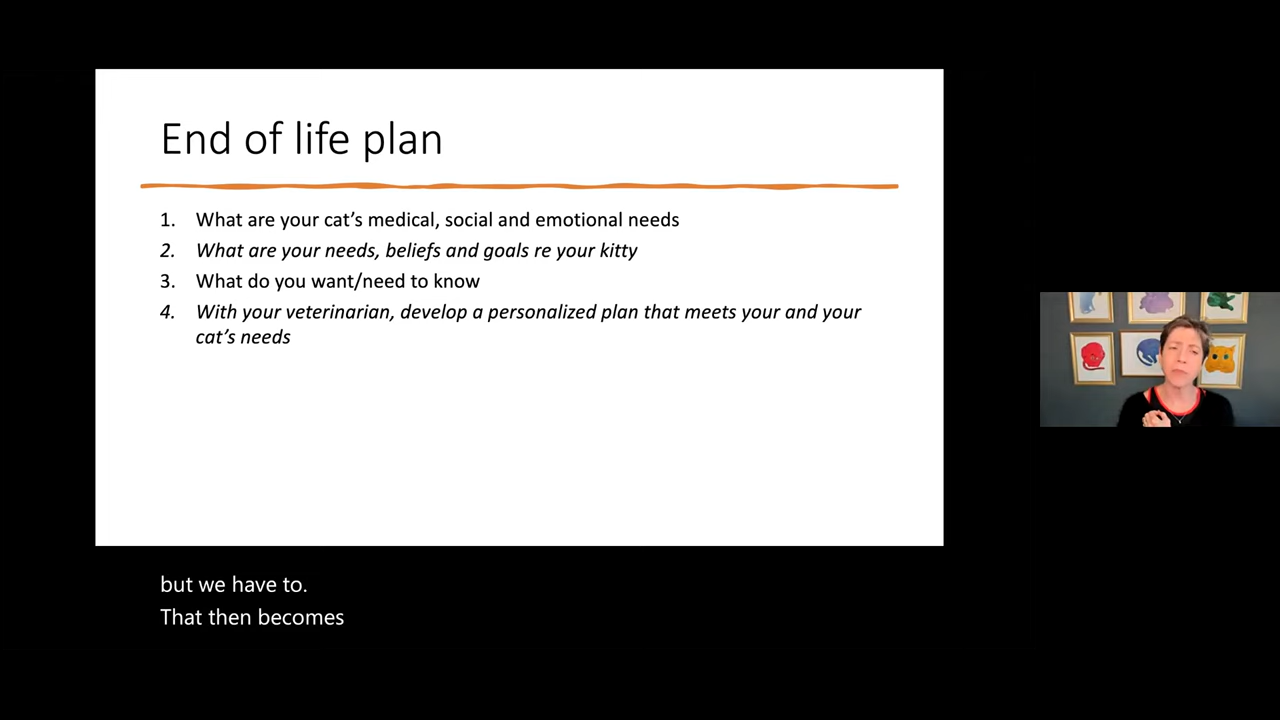 End of life plan
1. What are your cat's medical, social and emotional needs
2. What are your needs, beliefs and goals re your kitty
3. What do you want/need to know
4. With your veterinarian, develop a personalized plan that meets your and your
cat's needs
but we have to.
That then becomes